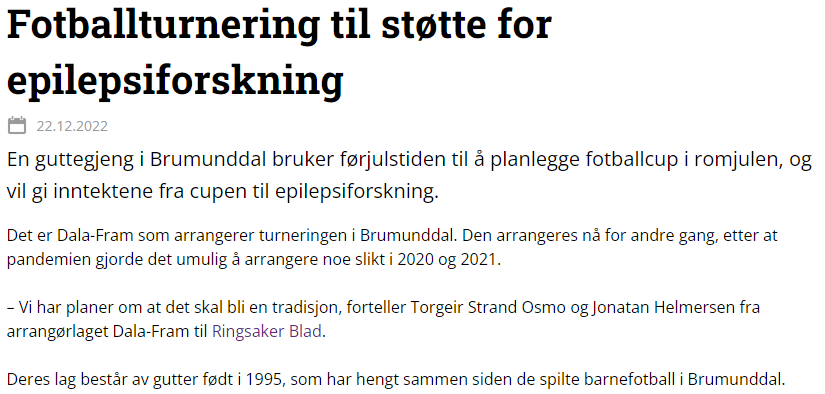 Fotballturnering til støtte for
epilepsiforskning
22.12.2022
En guttegjeng i Brumunddal bruker førjulstiden til å planlegge fotballcup i romjulen, og
vil gi inntektene fra cupen til epilepsiforskning.
Det er Dala-Fram som arrangerer turneringen i Brumunddal. Den arrangeres nå for andre gang, etter at
pandemien gjorde det umulig å arrangere noe slikt i 2020 og 2021.
– Vi har planer om at det skal bli en tradisjon, forteller Torgeir Strand Osmo og Jonatan Helmersen fra
arrangørlaget Dala-Fram til Ringsaker Blad.
Deres lag består av gutter født i 1995, som har hengt sammen siden de spilte barnefotball i Brumunddal.